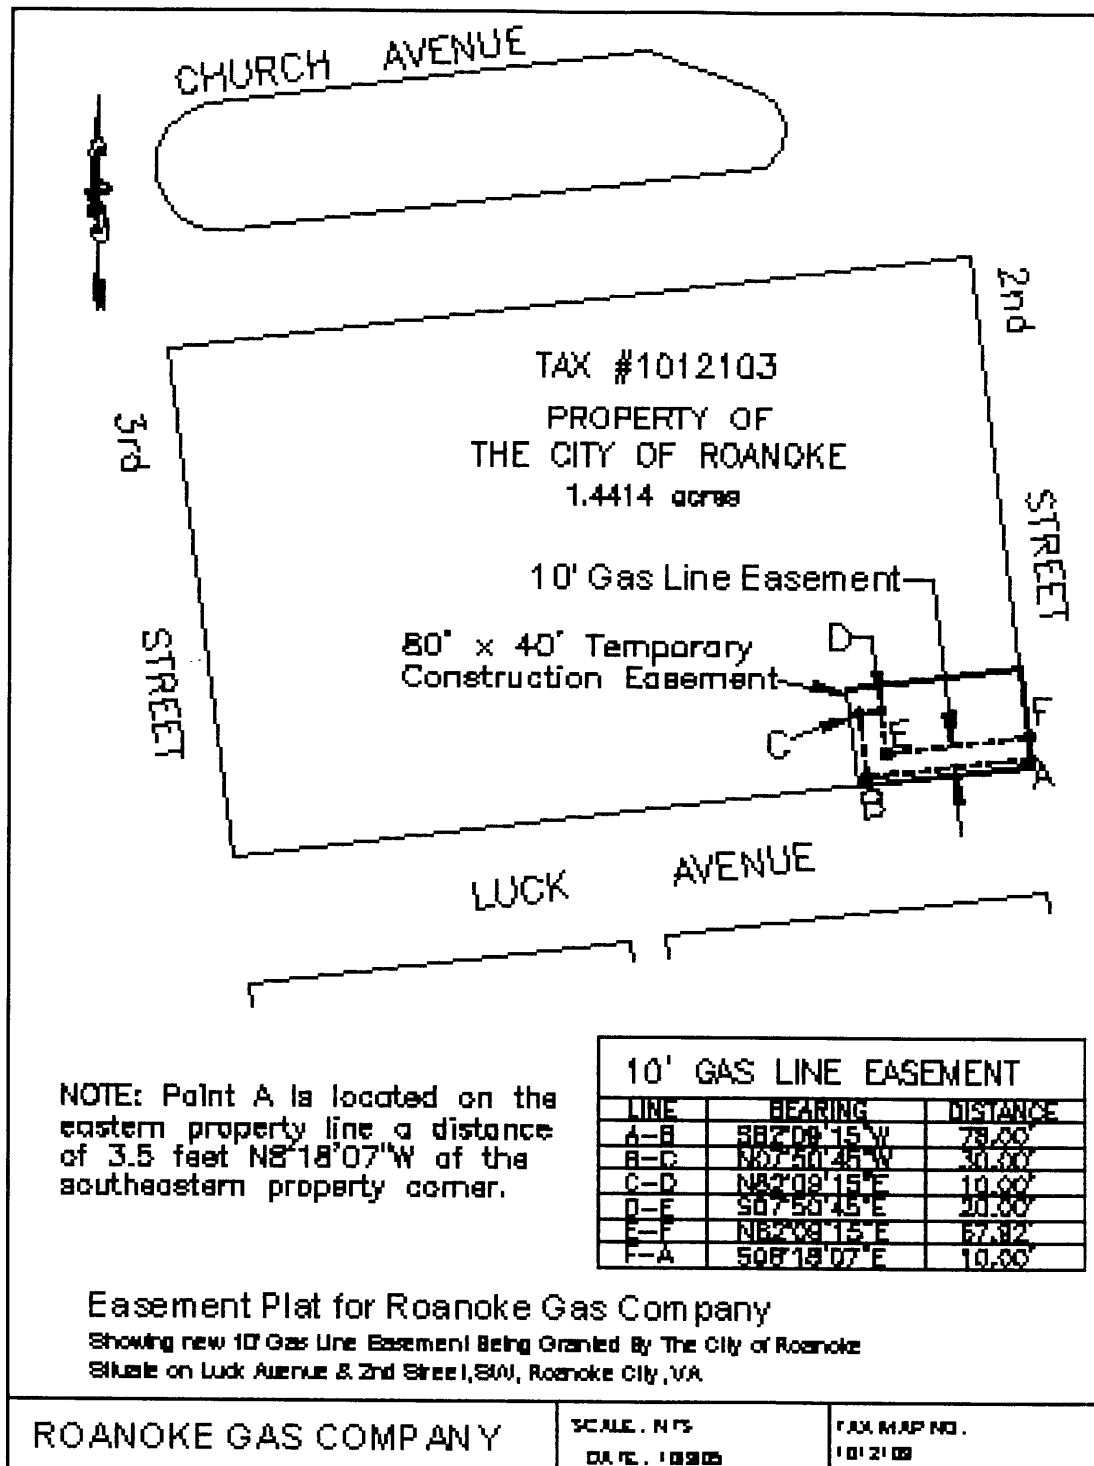 CHURCH AVENUE
2nd
STREET
3rd
STREET
TAX #1012103
PROPERTY OF
THE CITY OF ROANOKE
1.4414 acres
10' Gas Line Easement
80' x 40' Temporary
Construction Easement
D
C
E
F
A
B
LUCK AVENUE
NOTE: Point A is located on the
eastern property line a distance
of 3.5 feet N8°18'07"W of the
southeastern property corner.
10' GAS LINE EASEMENT
LINE BEARING DISTANCE
A-B S82°09'15"W
B-C N07°50'45"W 30.00'
C-D N82°09'15"E 10.00'
D-E S07°50'45"E 20.00'
E-F N82°09'15"E
F-A S08°18'07"E 10.00'
Easement Plat for Roanoke Gas Company
Showing new 10' Gas Line Easement Being Granted By The City of Roanoke
Situate on Luck Avenue & 2nd Street, SW, Roanoke City, VA
ROANOKE GAS COMPANY
SCALE: NTS
DATE:
TAX MAP NO.